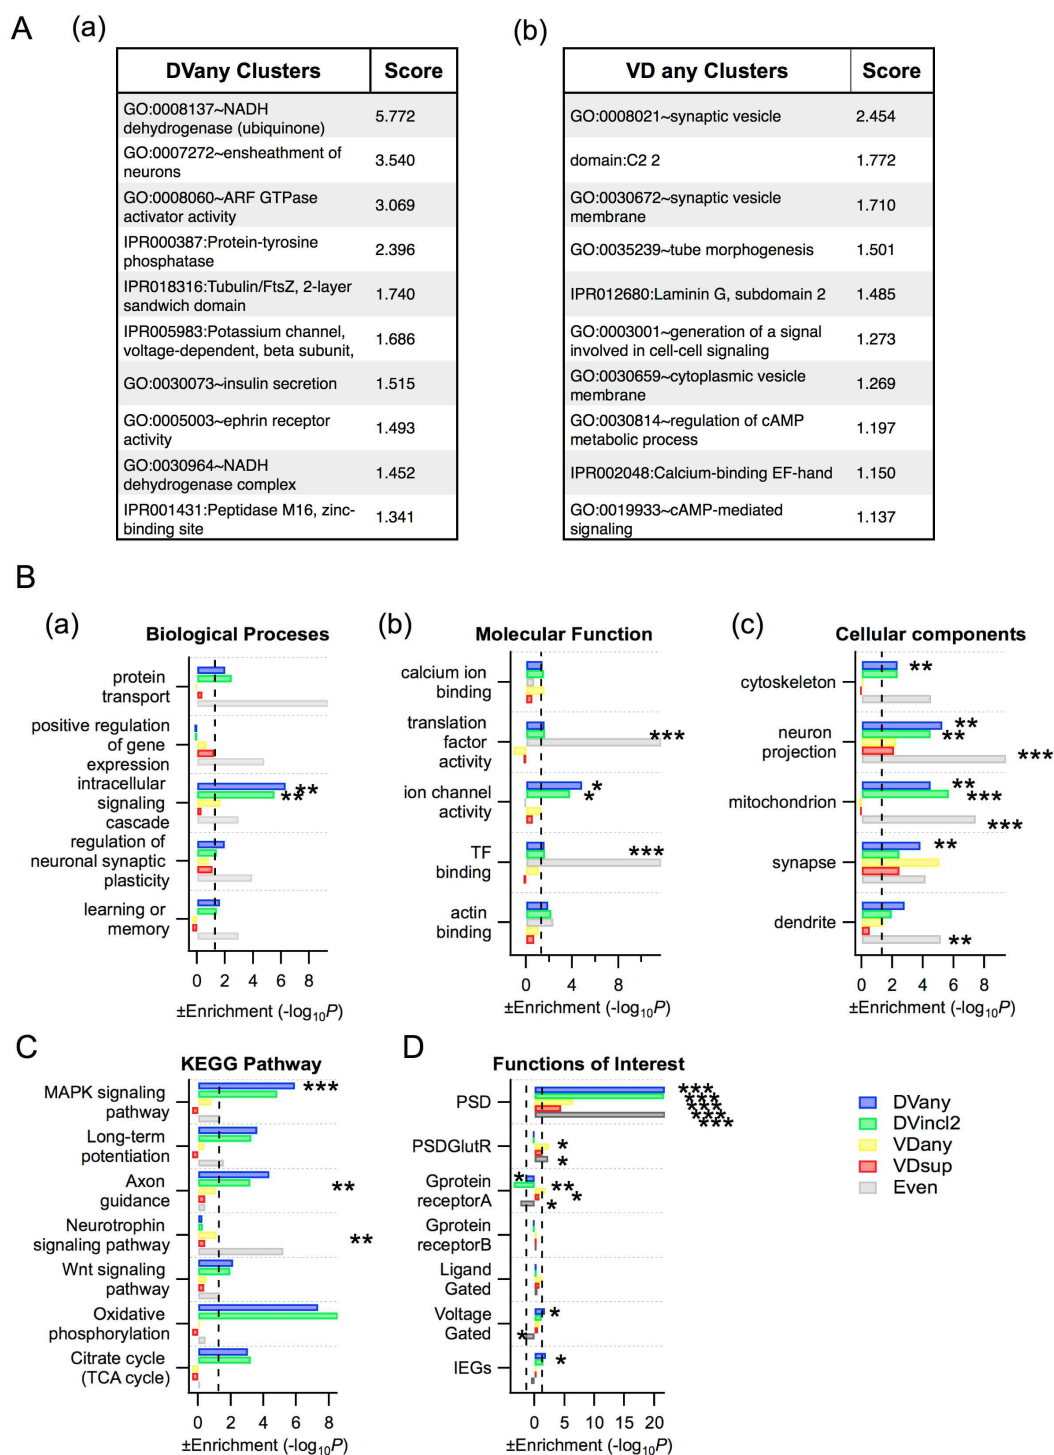 A
(a)
DVany Clusters Score
GO:0008137~NADH
dehydrogenase (ubiquinone)
5.772
GO:0007272~ensheathment of
neurons
3.540
GO:0008060~ARF GTPase
activator activity
3.069
IPR000387:Protein-tyrosine
phosphatase
2.396
IPR018316:Tubulin/FtsZ, 2-layer
sandwich domain
1.740
IPR005983:Potassium channel,
voltage-dependent, beta subunit,
1.686
GO:0030073~insulin secretion 1.515
GO:0005003~ephrin receptor
activity
1.493
GO:0030964~NADH
dehydrogenase complex
1.452
IPR001431:Peptidase M16, zinc-
binding site
1.341
(b)
VD any Clusters Score
GO:0008021~synaptic vesicle 2.454
domain:C2 2 1.772
GO:0030672~synaptic vesicle
membrane
1.710
GO:0035239~tube morphogenesis 1.501
IPR012680:Laminin G, subdomain 2 1.485
GO:0003001~generation of a signal
involved in cell-cell signaling
1.273
GO:0030659~cytoplasmic vesicle
membrane
1.269
GO:0030814~regulation of cAMP
metabolic process
1.197
IPR002048:Calcium-binding EF-hand 1.150
GO:0019933~cAMP-mediated
signaling
1.137
B
(a)
Biological Proceses
protein
transport
positive regulation
of gene
expression
intracellular
signaling
cascade
regulation of
neuronal synaptic
plasticity
learning or
memory
**
**
0 2 4 6 8
±Enrichment (-log10P)
(b)
Molecular Function
calcium ion
binding
translation
factor
activity
ion channel
activity
TF
binding
actin
binding
***
*
*
***
0 4 8
±Enrichment (-log10P)
(c)
Cellular components
cytoskeleton
neuron
projection
mitochondrion
synapse
dendrite
**
**
**
***
**
***
***
**
**
0 2 4 6 8
±Enrichment (-log10P)
C
KEGG Pathway
MAPK signaling
pathway
Long-term
potentiation
Axon
guidance
Neurotrophin
signaling pathway
Wnt signaling
pathway
Oxidative
phosphorylation
Citrate cycle
(TCA cycle)
***
**
**
0 2 4 6 8
±Enrichment (-log10P)
D
Functions of Interest
PSD
PSDGlutR
Gprotein
receptorA
Gprotein
receptorB
Ligand
Gated
Voltage
Gated
IEGs
***
***
***
***
***
*
*
*
**
*
*
*
*
*
0 5 10 15 20
±Enrichment (-log10P)
DVany
DVincl2
VDany
VDsup
Even